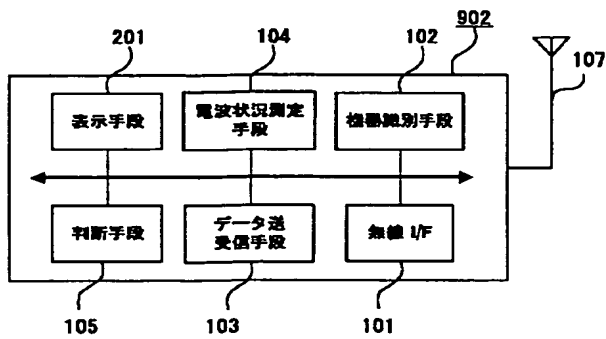 201
104
102
902
107
表示手段
電波状況測定
手段
機器識別手段
判断手段
データ送
受信手段
無線 I/F
105
103
101